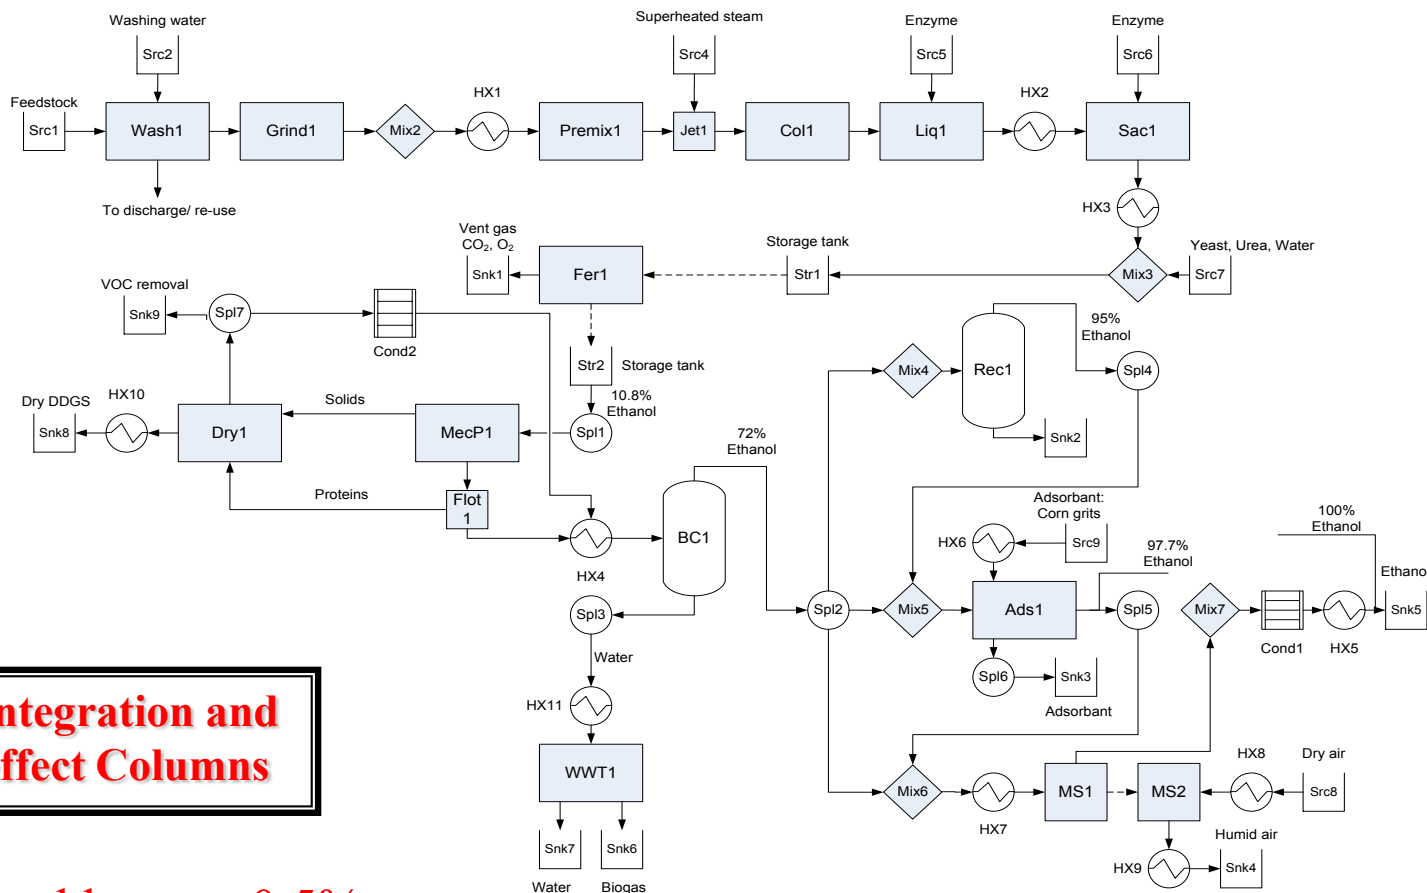 Washing water
Superheated steam
Enzyme
Enzyme
Src2
Src4
Src5
Src6
Feedstock
HX1
HX2
Src1
Wash1
Grind1
Mix2
Premix1
Jet1
Col1
Liq1
Sac1
To discharge/ re-use
HX3
Vent gas
CO₂, O₂
Storage tank
Yeast, Urea, Water
Snk1
Fer1
Str1
Mix3
Src7
VOC removal
Snk9
Spl7
Cond2
95%
Ethanol
Str2
Storage tank
Mix4
Rec1
Spl4
10.8%
Ethanol
Dry DDGS
HX10
Solids
Snk8
Dry1
MecP1
Spl1
Snk2
72%
Ethanol
Proteins
Flot
1
Adsorbant:
Corn grits
100%
Ethanol
BC1
HX6
Src9
97.7%
Ethanol
HX4
Ethano
Spl3
Spl2
Mix5
Ads1
Spl5
Mix7
Snk5
Cond1
HX5
Water
Spl6
Snk3
Adsorbant
HX11
ntegration and
ffect Columns
WWT1
HX8
Dry air
Mix6
MS1
MS2
Src8
HX7
Humid air
Snk7
Snk6
HX9
Snk4
Water
Biogas